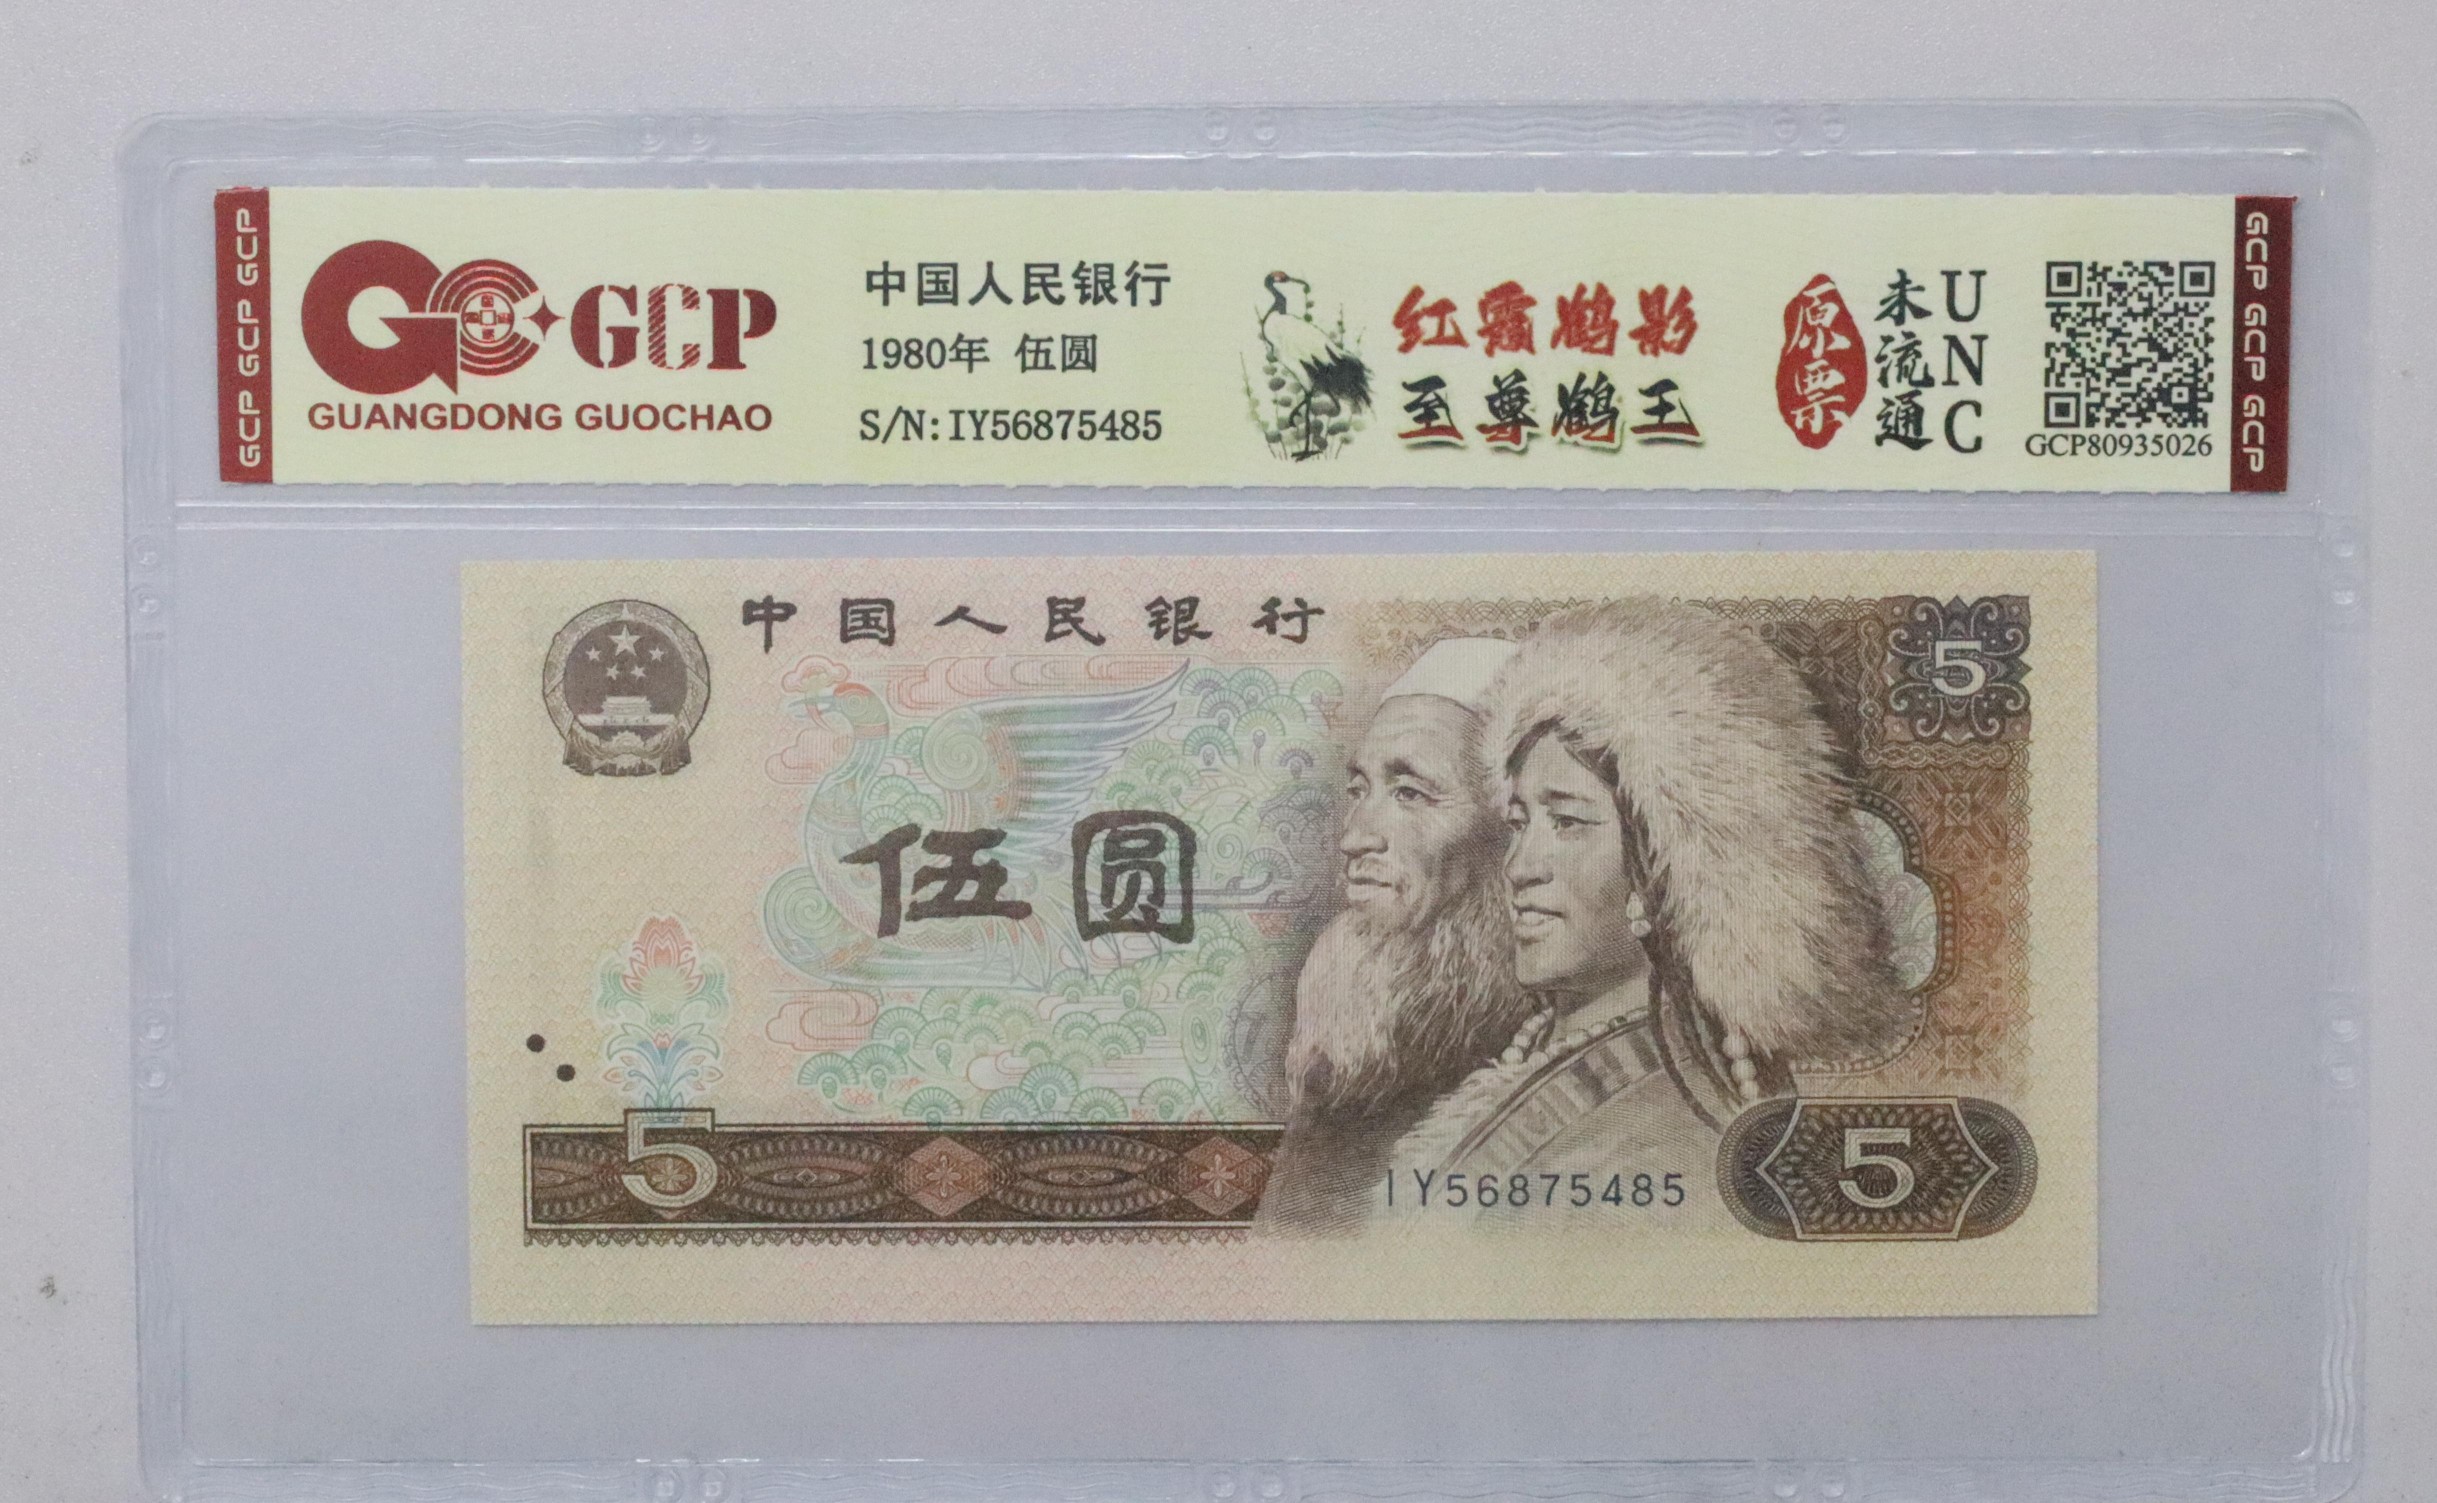 GCP GCP GCP
GCP
GUANGDONG GUOCHAO
中国人民银行
1980年 伍圆
S/N:IY56875485
红霞鹤影
至尊鹤王
原票
未流通
UNC
GCP80935026
GCP GCP GCP
中国人民银行
5
伍圆
5
IY56875485
5